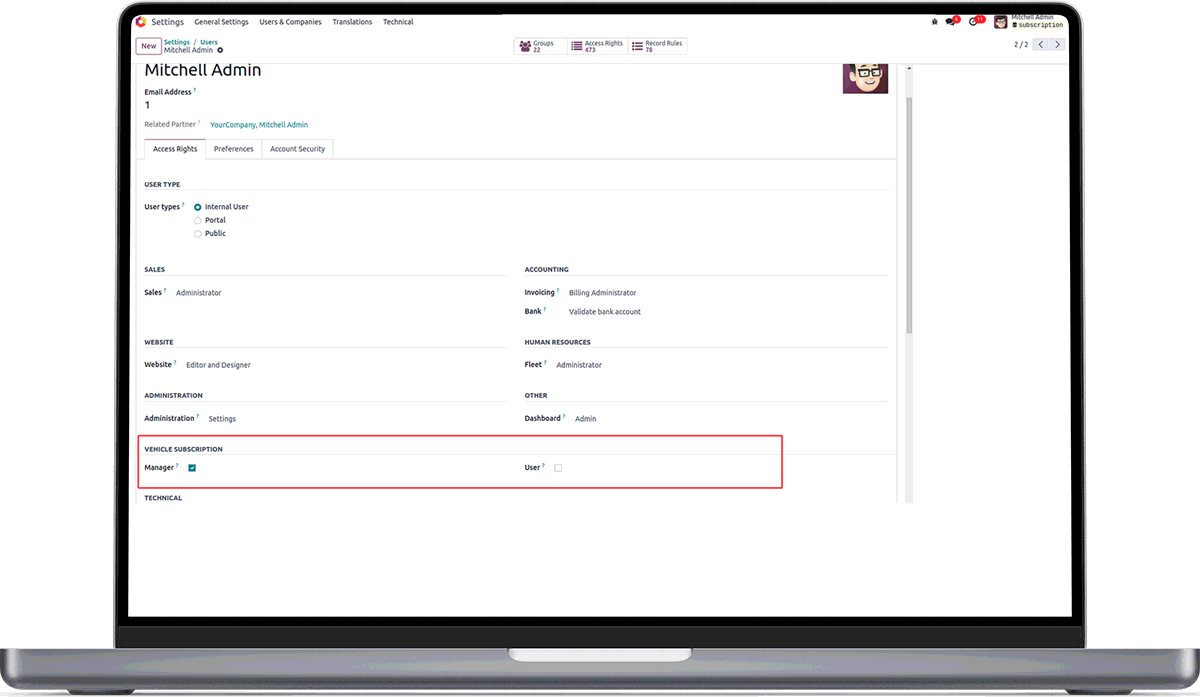 Settings General Settings Users & Companies Translations Technical 6 11 Mitchell Admin
subscription
New Settings / Users
Mitchell Admin
Groups
22
Access Rights
473
Record Rules
78
2 / 2
Mitchell Admin
Email Address ?
1
Related Partner ? YourCompany, Mitchell Admin
Access Rights Preferences Account Security
USER TYPE
User types ? Internal User
Portal
Public
SALES
Sales ? Administrator
ACCOUNTING
Invoicing ? Billing Administrator
Bank ? Validate bank account
WEBSITE
Website ? Editor and Designer
HUMAN RESOURCES
Fleet ? Administrator
ADMINISTRATION
Administration ? Settings
OTHER
Dashboard ? Admin
VEHICLE SUBSCRIPTION
Manager ? User ?
TECHNICAL